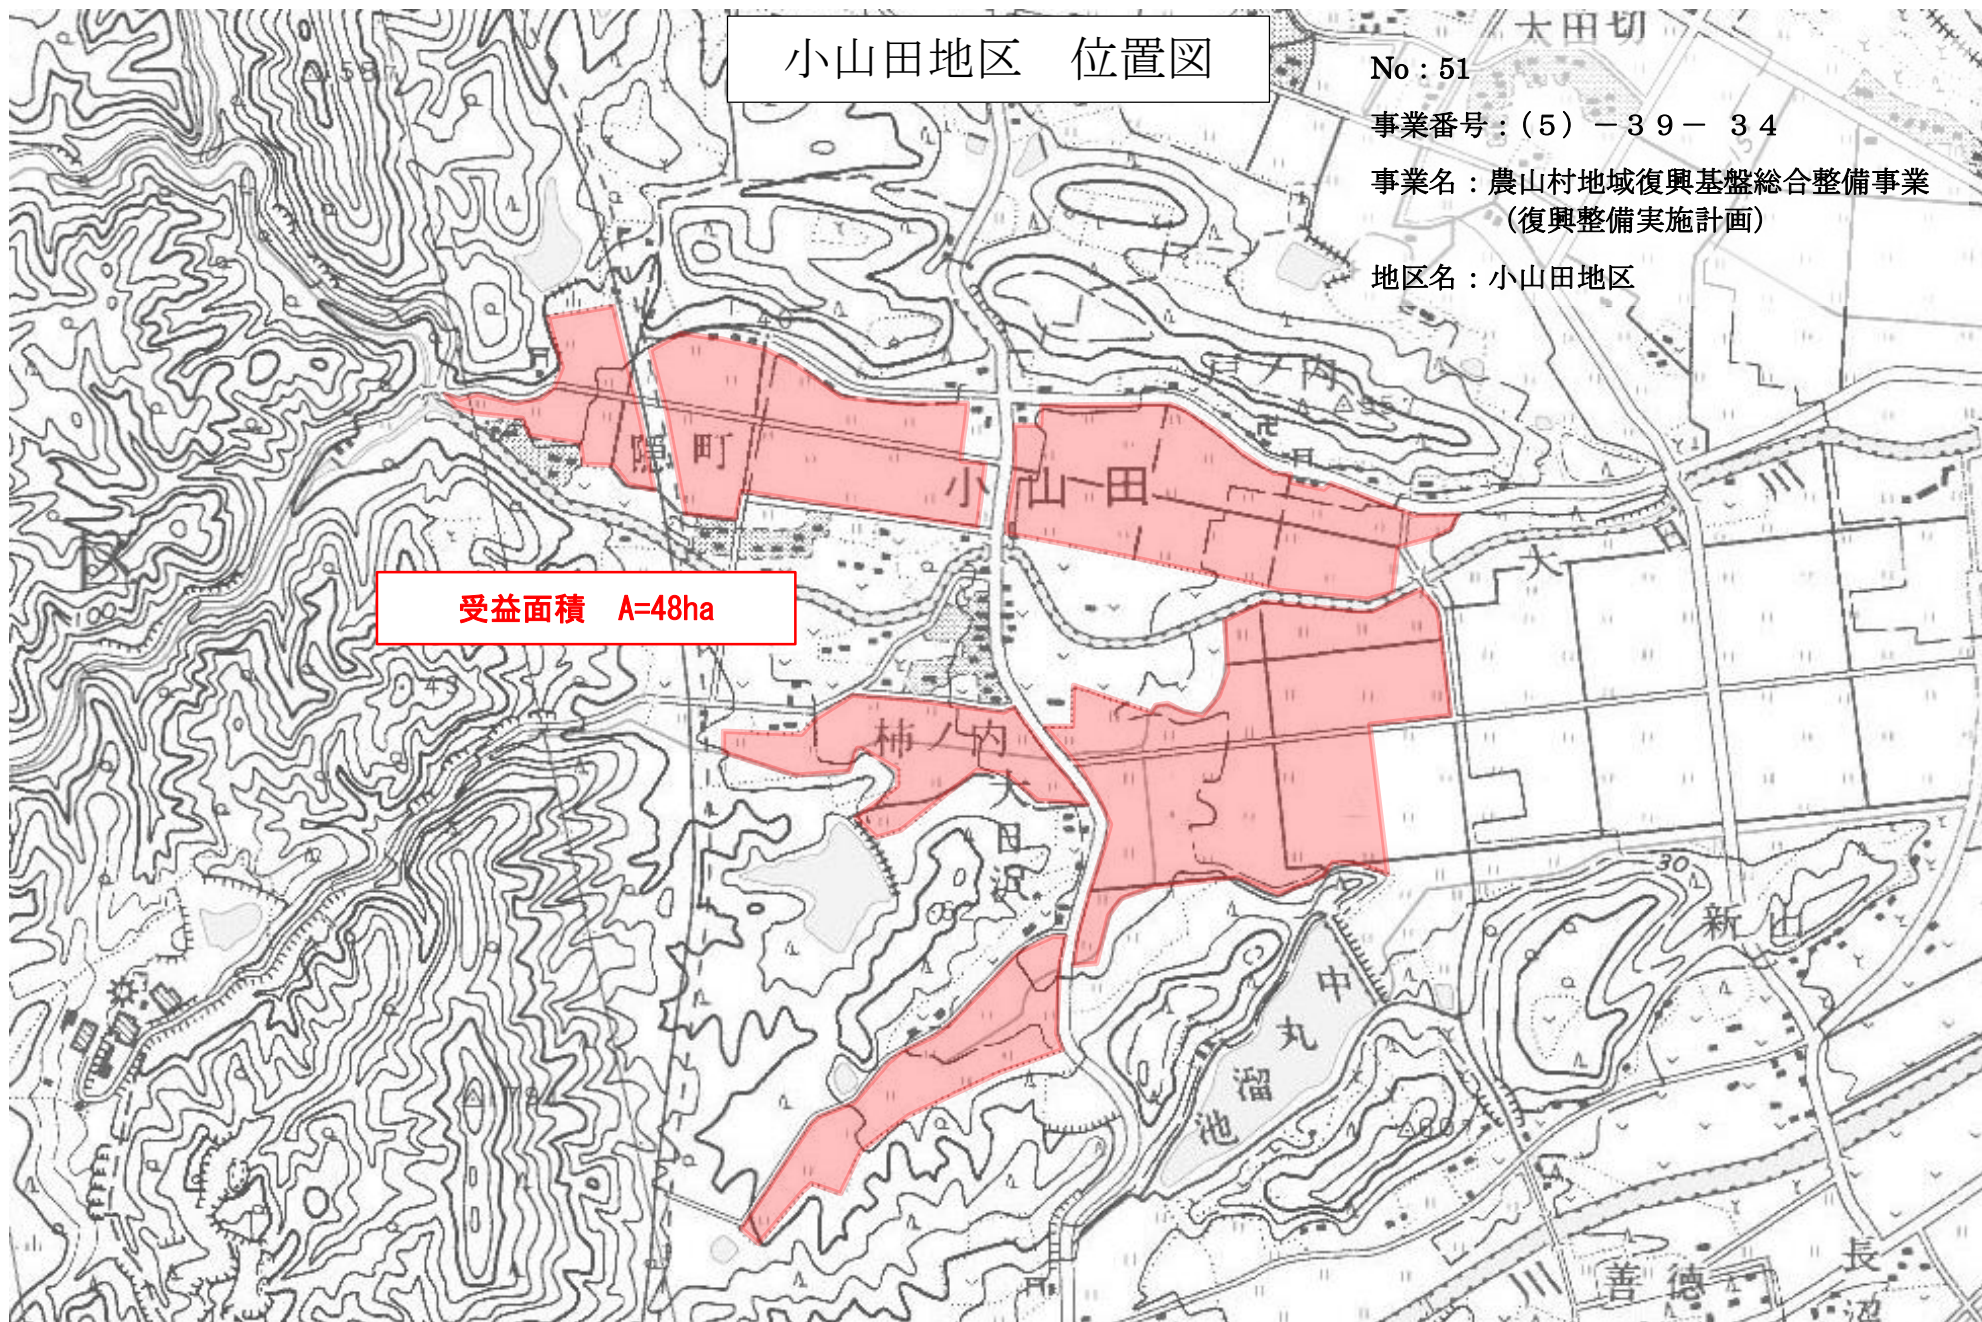 小山田地区　位置図
No：51
事業番号：（５）－３９－ ３４
事業名：農山村地域復興基盤総合整備事業
（復興整備実施計画）
地区名：小山田地区
太田切
戸ノ内
町
小山田
区
大
受益面積　A=48ha
柿ノ内
大田沢
30
新山
中丸溜池
善徳
長沼